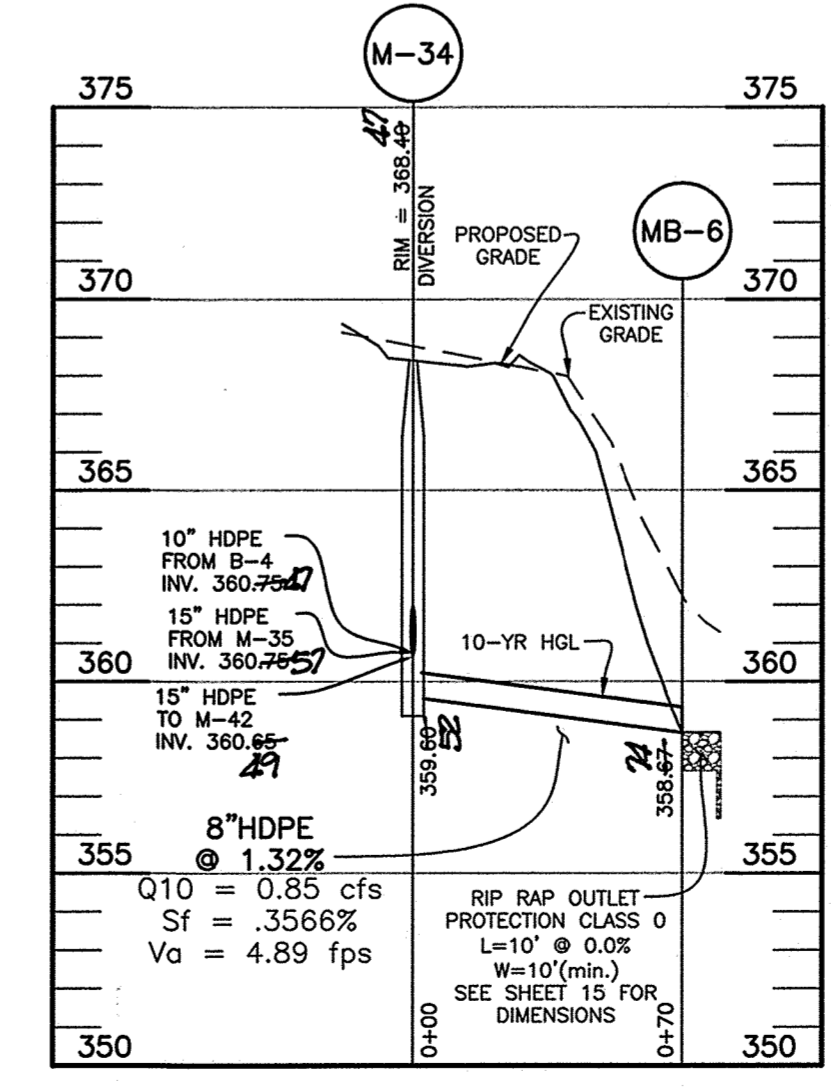 M-34
375
375
RIM = 368.40
47
DIVERSION
PROPOSED
GRADE
MB-6
370
370
EXISTING
GRADE
365
365
10" HDPE
FROM B-4
INV. 360.75 47
15" HDPE
FROM M-35
INV. 360.75 57
10-YR HGL
360
360
15" HDPE
TO M-42
INV. 360.65
49
359.60
52
358.67
74
8"HDPE
@ 1.32%
355
355
Q10 = 0.85 cfs
Sf = .3566%
Va = 4.89 fps
RIP RAP OUTLET
PROTECTION CLASS 0
L=10' @ 0.0%
W=10'(min.)
SEE SHEET 15 FOR
DIMENSIONS
0+00
0+70
350
350